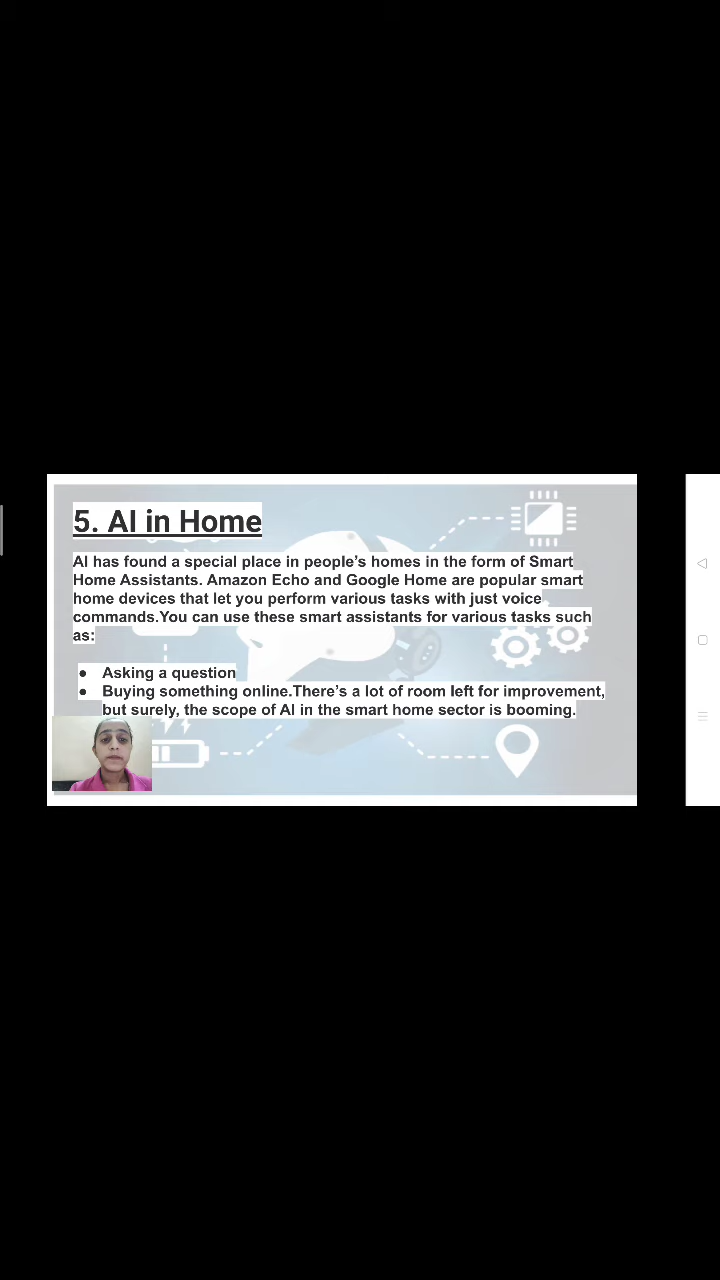 5. AI in Home
AI has found a special place in people’s homes in the form of Smart
Home Assistants. Amazon Echo and Google Home are popular smart
home devices that let you perform various tasks with just voice
commands.You can use these smart assistants for various tasks such
as:
● Asking a question
● Buying something online.There’s a lot of room left for improvement,
but surely, the scope of AI in the smart home sector is booming.